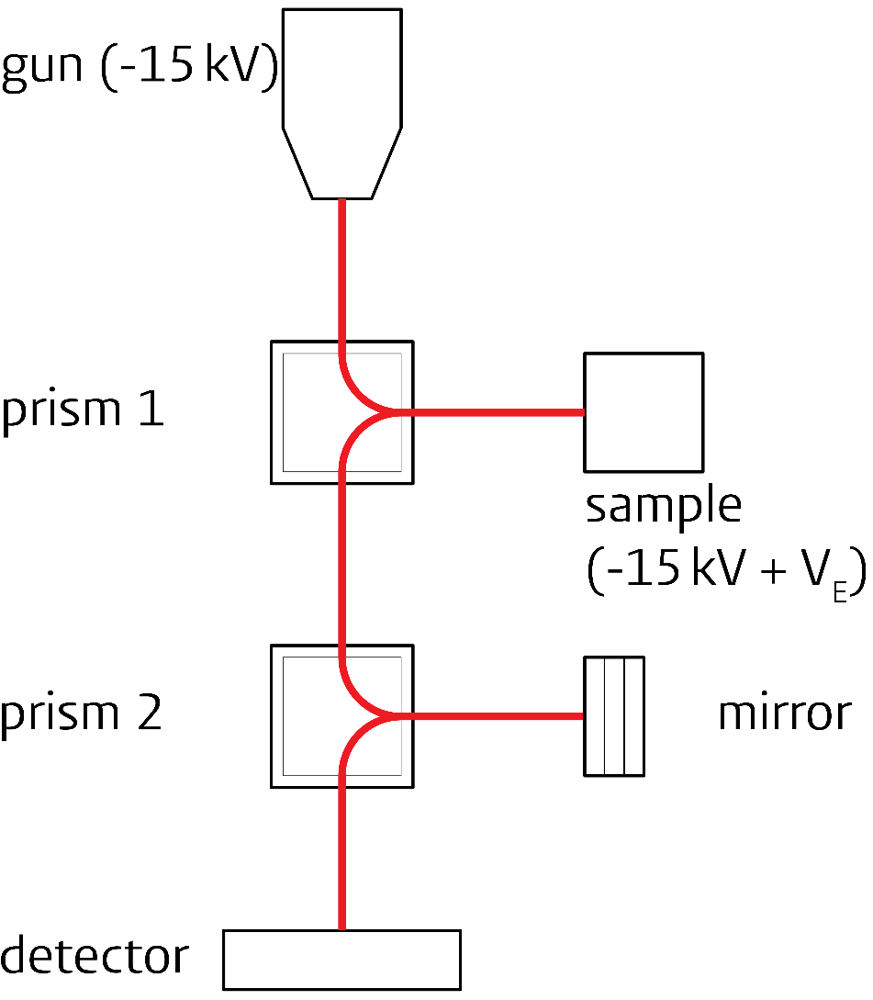 gun (-15 kV)
prism 1
sample
(-15 kV + V_E)
prism 2
mirror
detector